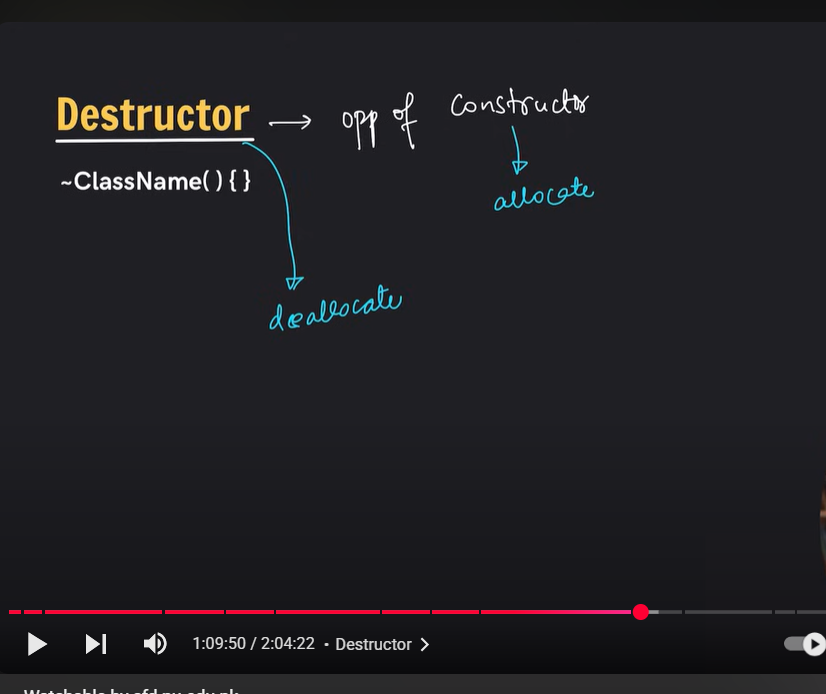 Destructor → opp of constructor
~ClassName(){}
allocate
deallocate
1:09:50 / 2:04:22 • Destructor >